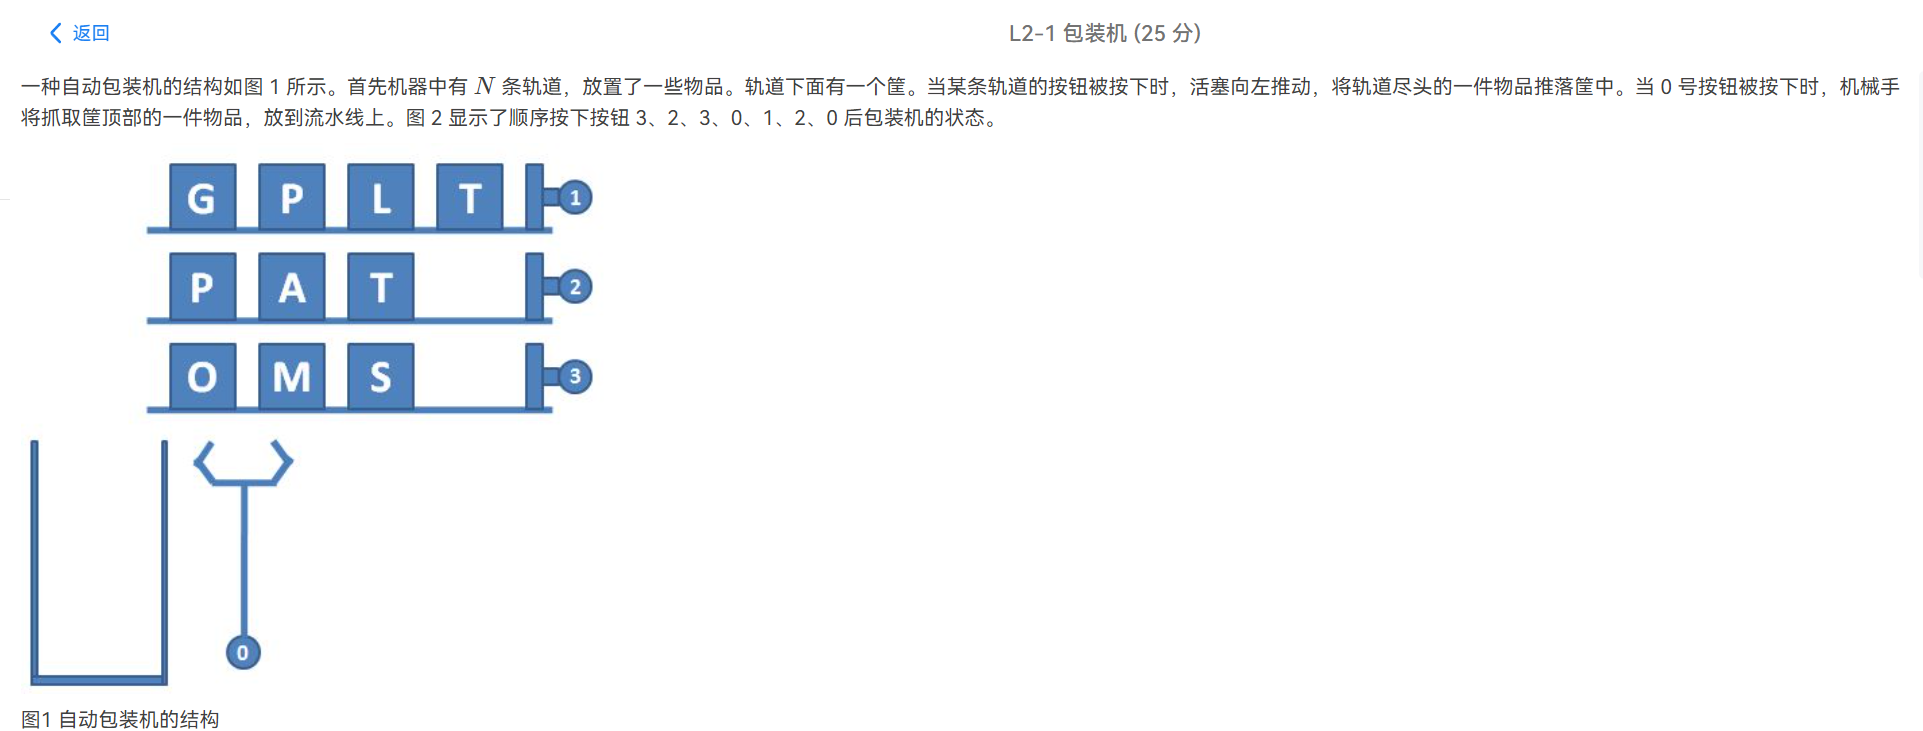 返回
L2-1 包装机 (25 分)
一种自动包装机的结构如图 1 所示。首先机器中有 N 条轨道，放置了一些物品。轨道下面有一个筐。当某条轨道的按钮被按下时，活塞向左推动，将轨道尽头的一件物品推落筐中。当 0 号按钮被按下时，机械手
将抓取筐顶部的一件物品，放到流水线上。图 2 显示了顺序按下按钮 3、2、3、0、1、2、0 后包装机的状态。
G P L T 1
P A T 2
O M S 3
0
图1 自动包装机的结构